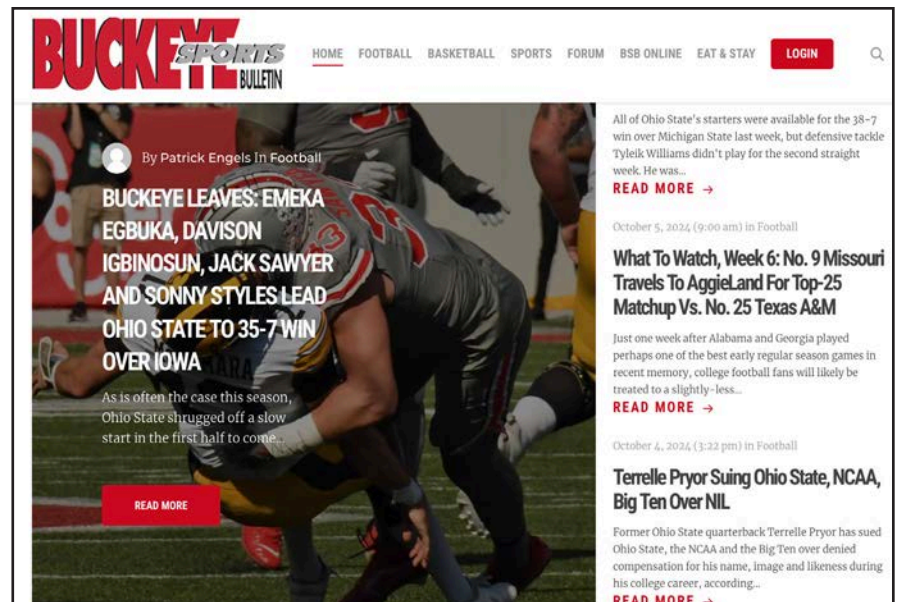 BUCKEYE
SPORTS
BULLETIN
HOME FOOTBALL BASKETBALL SPORTS FORUM BSB ONLINE EAT & STAY LOGIN
By Patrick Engels In Football
BUCKEYE LEAVES: EMEKA
EGBUKA, DAVISON
IGBINOSUN, JACK SAWYER
AND SONNY STYLES LEAD
OHIO STATE TO 35-7 WIN
OVER IOWA
As is often the case this season,
Ohio State shrugged off a slow
start in the first half to come...
READ MORE
All of Ohio State's starters were available for the 38-7
win over Michigan State last week, but defensive tackle
Tyleik Williams didn't play for the second straight
week. He was...
READ MORE →
October 5, 2024 (9:00 am) in Football
What To Watch, Week 6: No. 9 Missouri
Travels To AggieLand For Top-25
Matchup Vs. No. 25 Texas A&M
Just one week after Alabama and Georgia played
perhaps one of the best early regular season games in
recent memory, college football fans will likely be
treated to a slightly-less...
READ MORE →
October 4, 2024 (3:22 pm) in Football
Terrelle Pryor Suing Ohio State, NCAA,
Big Ten Over NIL
Former Ohio State quarterback Terrelle Pryor has sued
Ohio State, the NCAA and the Big Ten over denied
compensation for his name, image and likeness during
his college career, according...
READ MORE →